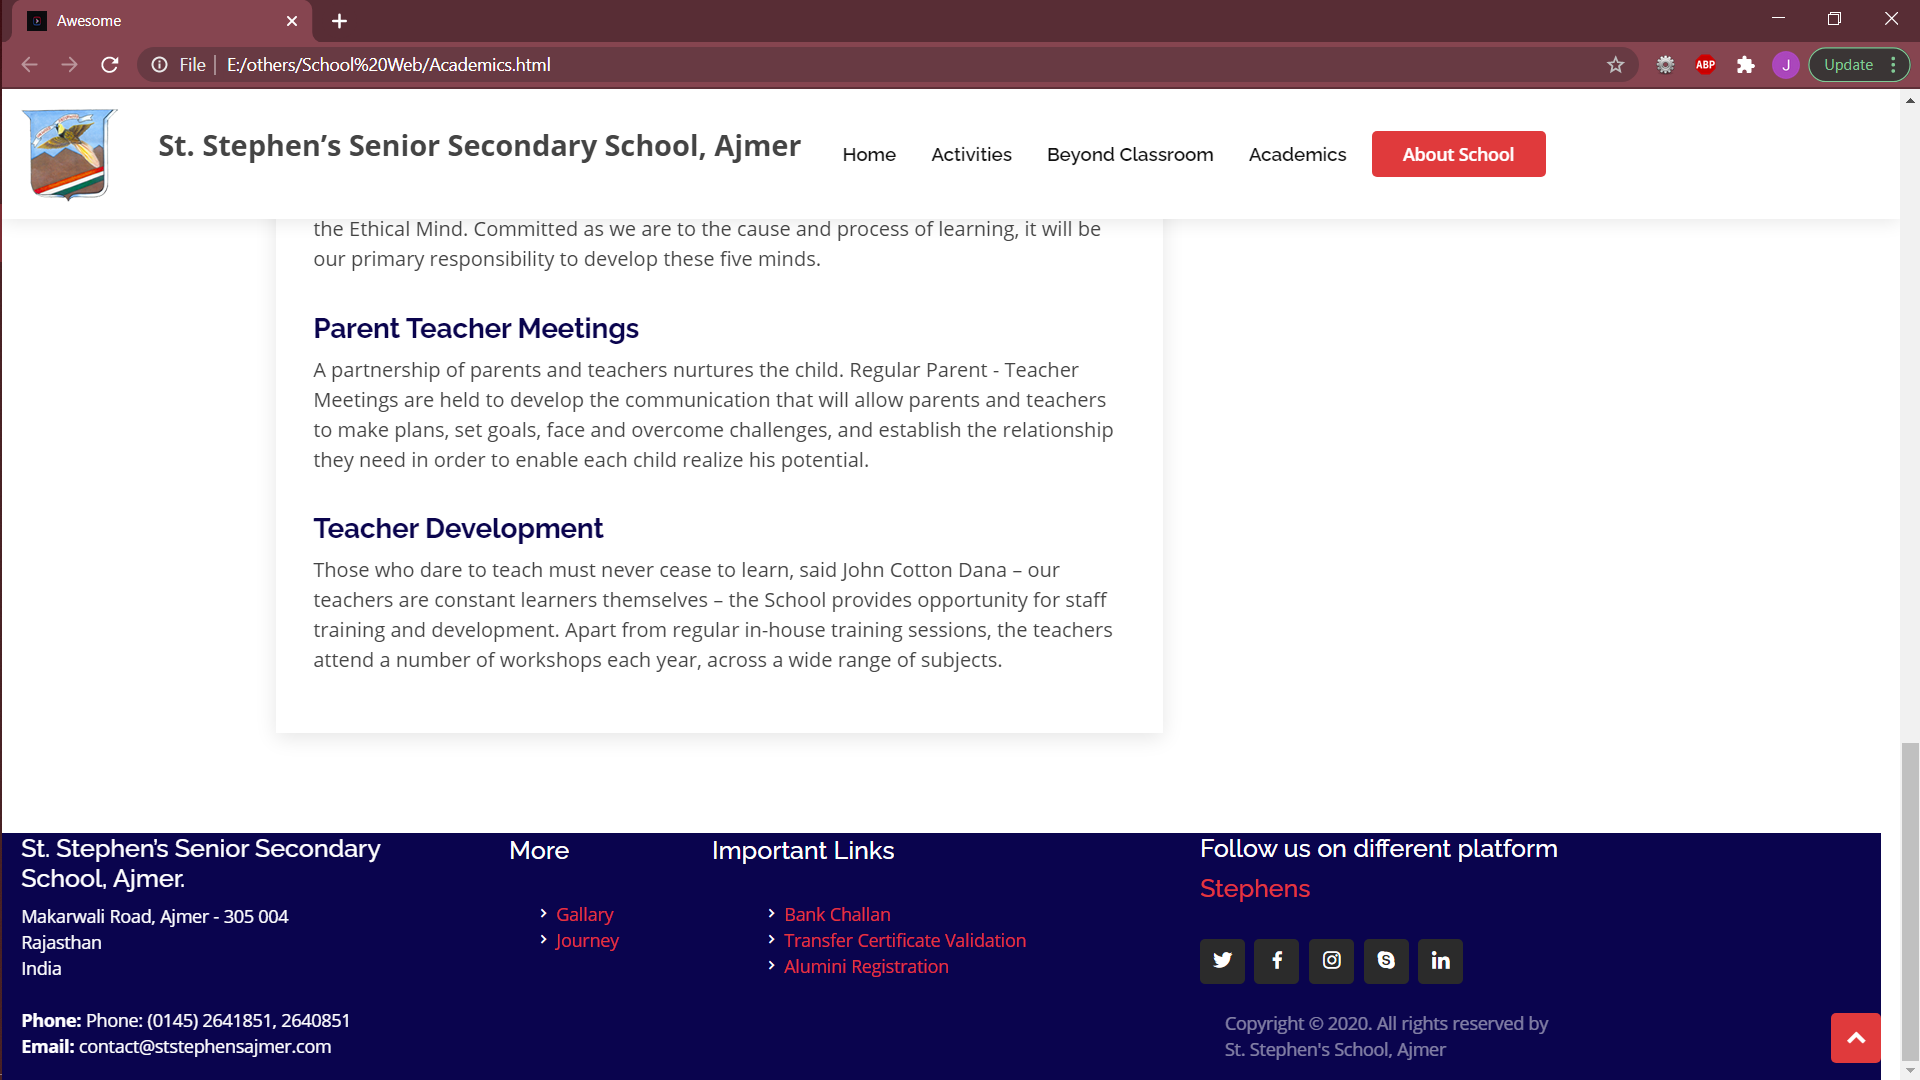 Awesome
File
E:/others/School%20Web/Academics.html
ABP
J
Update
St. Stephen’s Senior Secondary School, Ajmer
Home
Activities
Beyond Classroom
Academics
About School
the Ethical Mind. Committed as we are to the cause and process of learning, it will be
our primary responsibility to develop these five minds.
Parent Teacher Meetings
A partnership of parents and teachers nurtures the child. Regular Parent - Teacher
Meetings are held to develop the communication that will allow parents and teachers
to make plans, set goals, face and overcome challenges, and establish the relationship
they need in order to enable each child realize his potential.
Teacher Development
Those who dare to teach must never cease to learn, said John Cotton Dana – our
teachers are constant learners themselves – the School provides opportunity for staff
training and development. Apart from regular in-house training sessions, the teachers
attend a number of workshops each year, across a wide range of subjects.
St. Stephen’s Senior Secondary
School, Ajmer.
Makarwali Road, Ajmer - 305 004
Rajasthan
India
Phone: Phone: (0145) 2641851, 2640851
Email: contact@ststephensajmer.com
More
Gallary
Journey
Important Links
Bank Challan
Transfer Certificate Validation
Alumini Registration
Follow us on different platform
Stephens
Copyright © 2020. All rights reserved by
St. Stephen's School, Ajmer